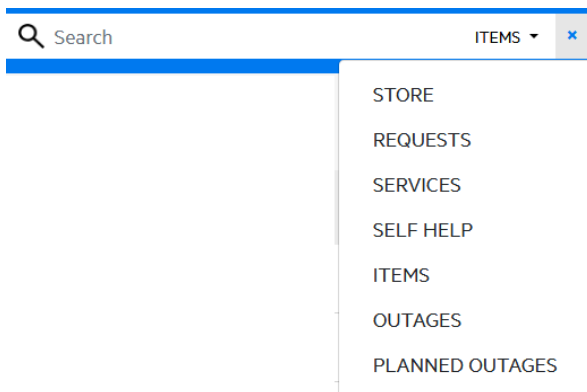 Search
ITEMS
STORE
REQUESTS
SERVICES
SELF HELP
ITEMS
OUTAGES
PLANNED OUTAGES